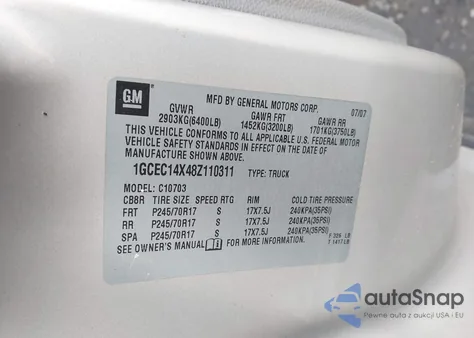 GM
MFD BY GENERAL MOTORS CORP. 07/07
GVWR GAWR FRT GAWR RR
2903KG(6400LB) 1452KG(3200LB) 1701KG(3750LB)
THIS VEHICLE CONFORMS TO ALL APPLICABLE U.S. FEDERAL MOTOR
VEHICLE SAFETY STANDARDS IN EFFECT ON THE DATE OF
MANUFACTURE SHOWN ABOVE.
1GCEC14X48Z110311 TYPE: TRUCK
MODEL: C10703
CB8R TIRE SIZE SPEED RTG RIM COLD TIRE PRESSURE
FRT P245/70R17 S 17X7.5J 240KPA(35PSI)
RR P245/70R17 S 17X7.5J 240KPA(35PSI)
SPA P245/70R17 S 17X7.5J 240KPA(35PSI)
SEE OWNER'S MANUAL FOR MORE INFORMATION.
T 1417 LB
autoSnap
Pewne auta z aukcji USA i EU